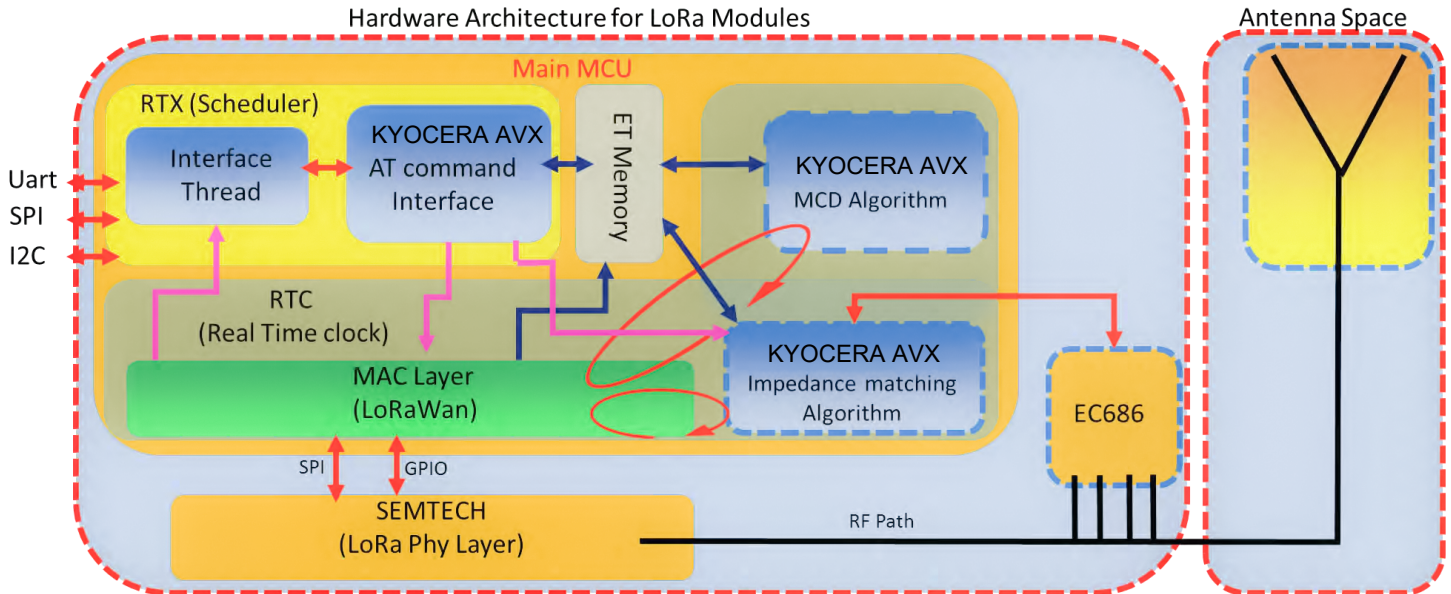 Hardware Architecture for LoRa Modules
Antenna Space
Main MCU
RTX (Scheduler)
Interface
Thread
KYOCERA AVX
AT command
Interface
ET Memory
KYOCERA AVX
MCD Algorithm
Uart
SPI
I2C
RTC
(Real Time clock)
MAC Layer
(LoRaWan)
KYOCERA AVX
Impedance matching
Algorithm
EC686
SPI
GPIO
SEMTECH
(LoRa Phy Layer)
RF Path